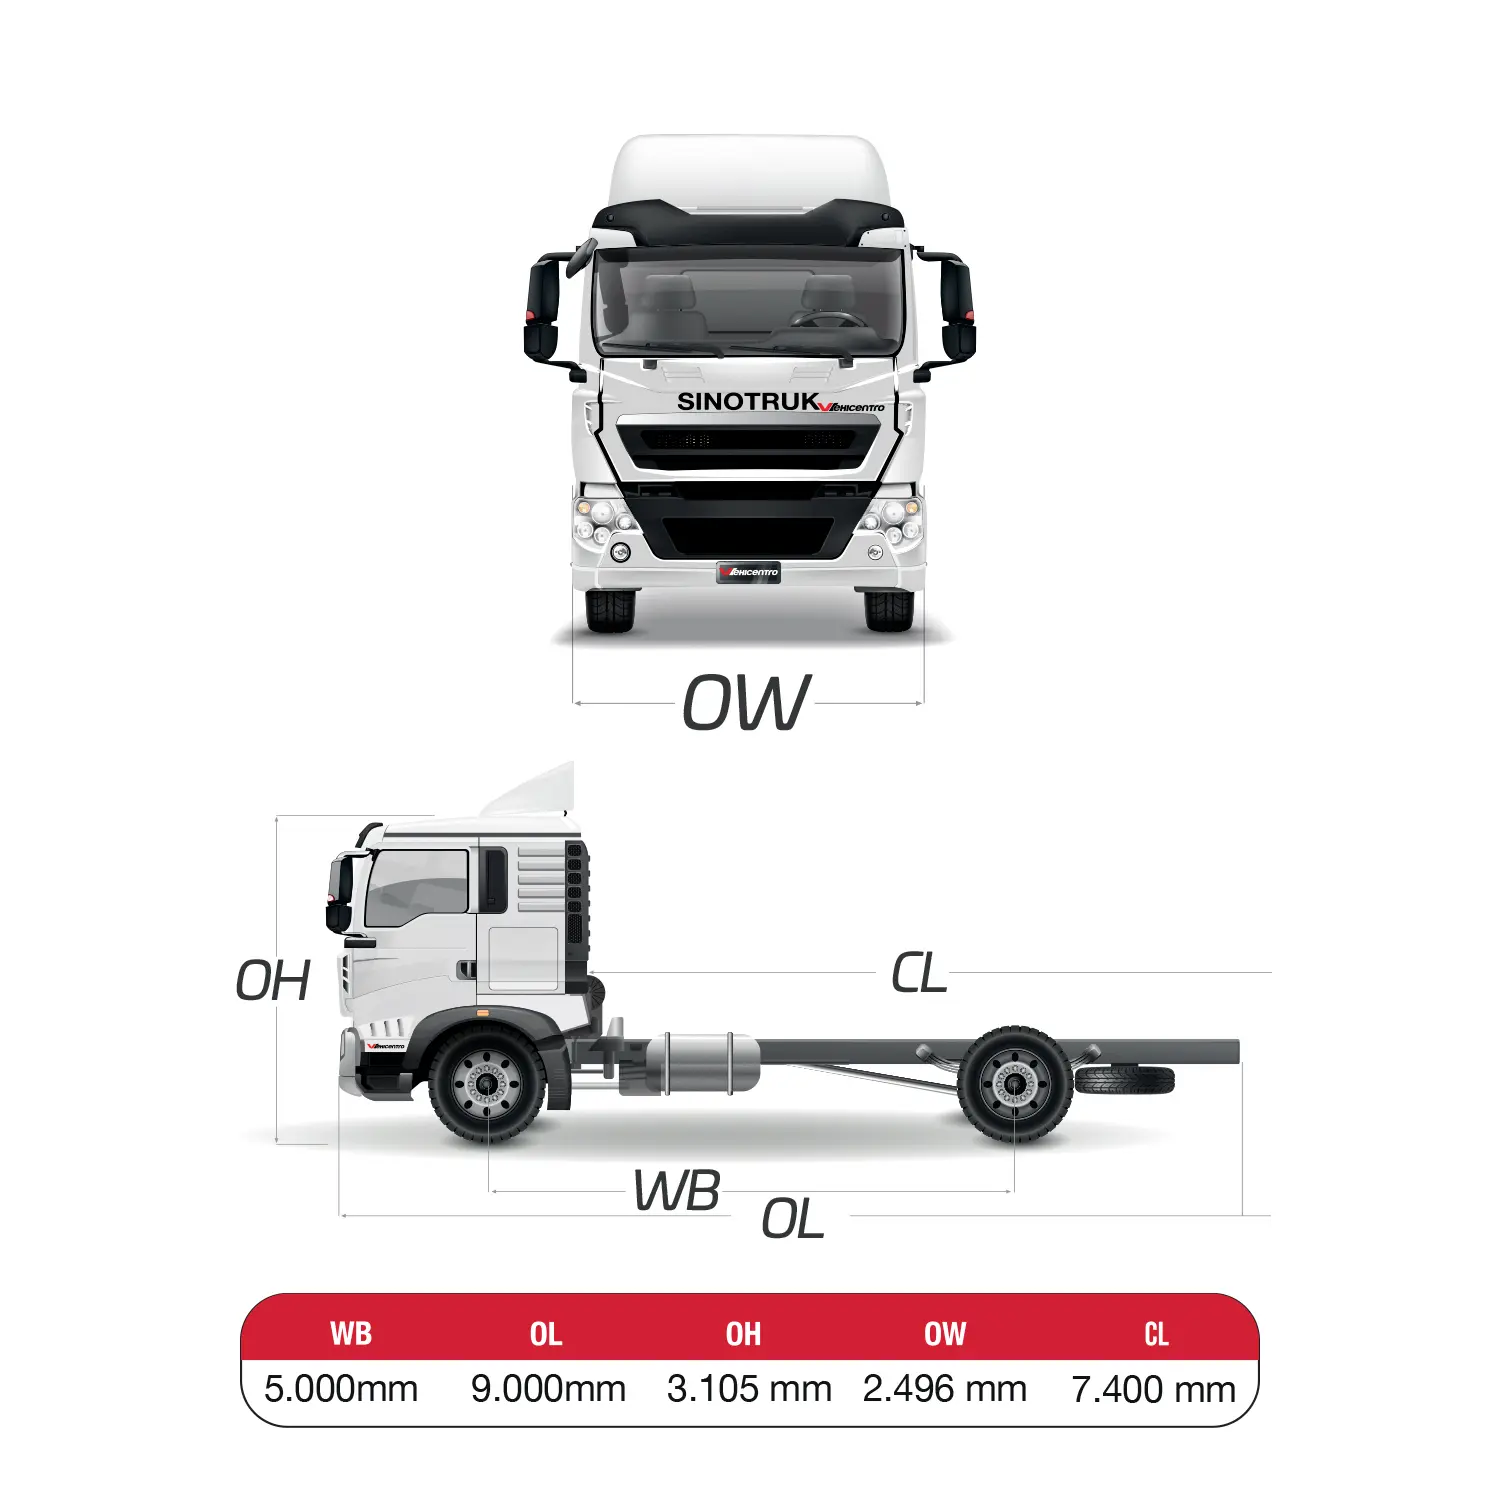 SINOTRUK VEHICENTRO
VEHICENTRO
OW
OH
CL
VEHICENTRO
WB
OL
WB OL OH OW CL
5.000mm 9.000mm 3.105 mm 2.496 mm 7.400 mm